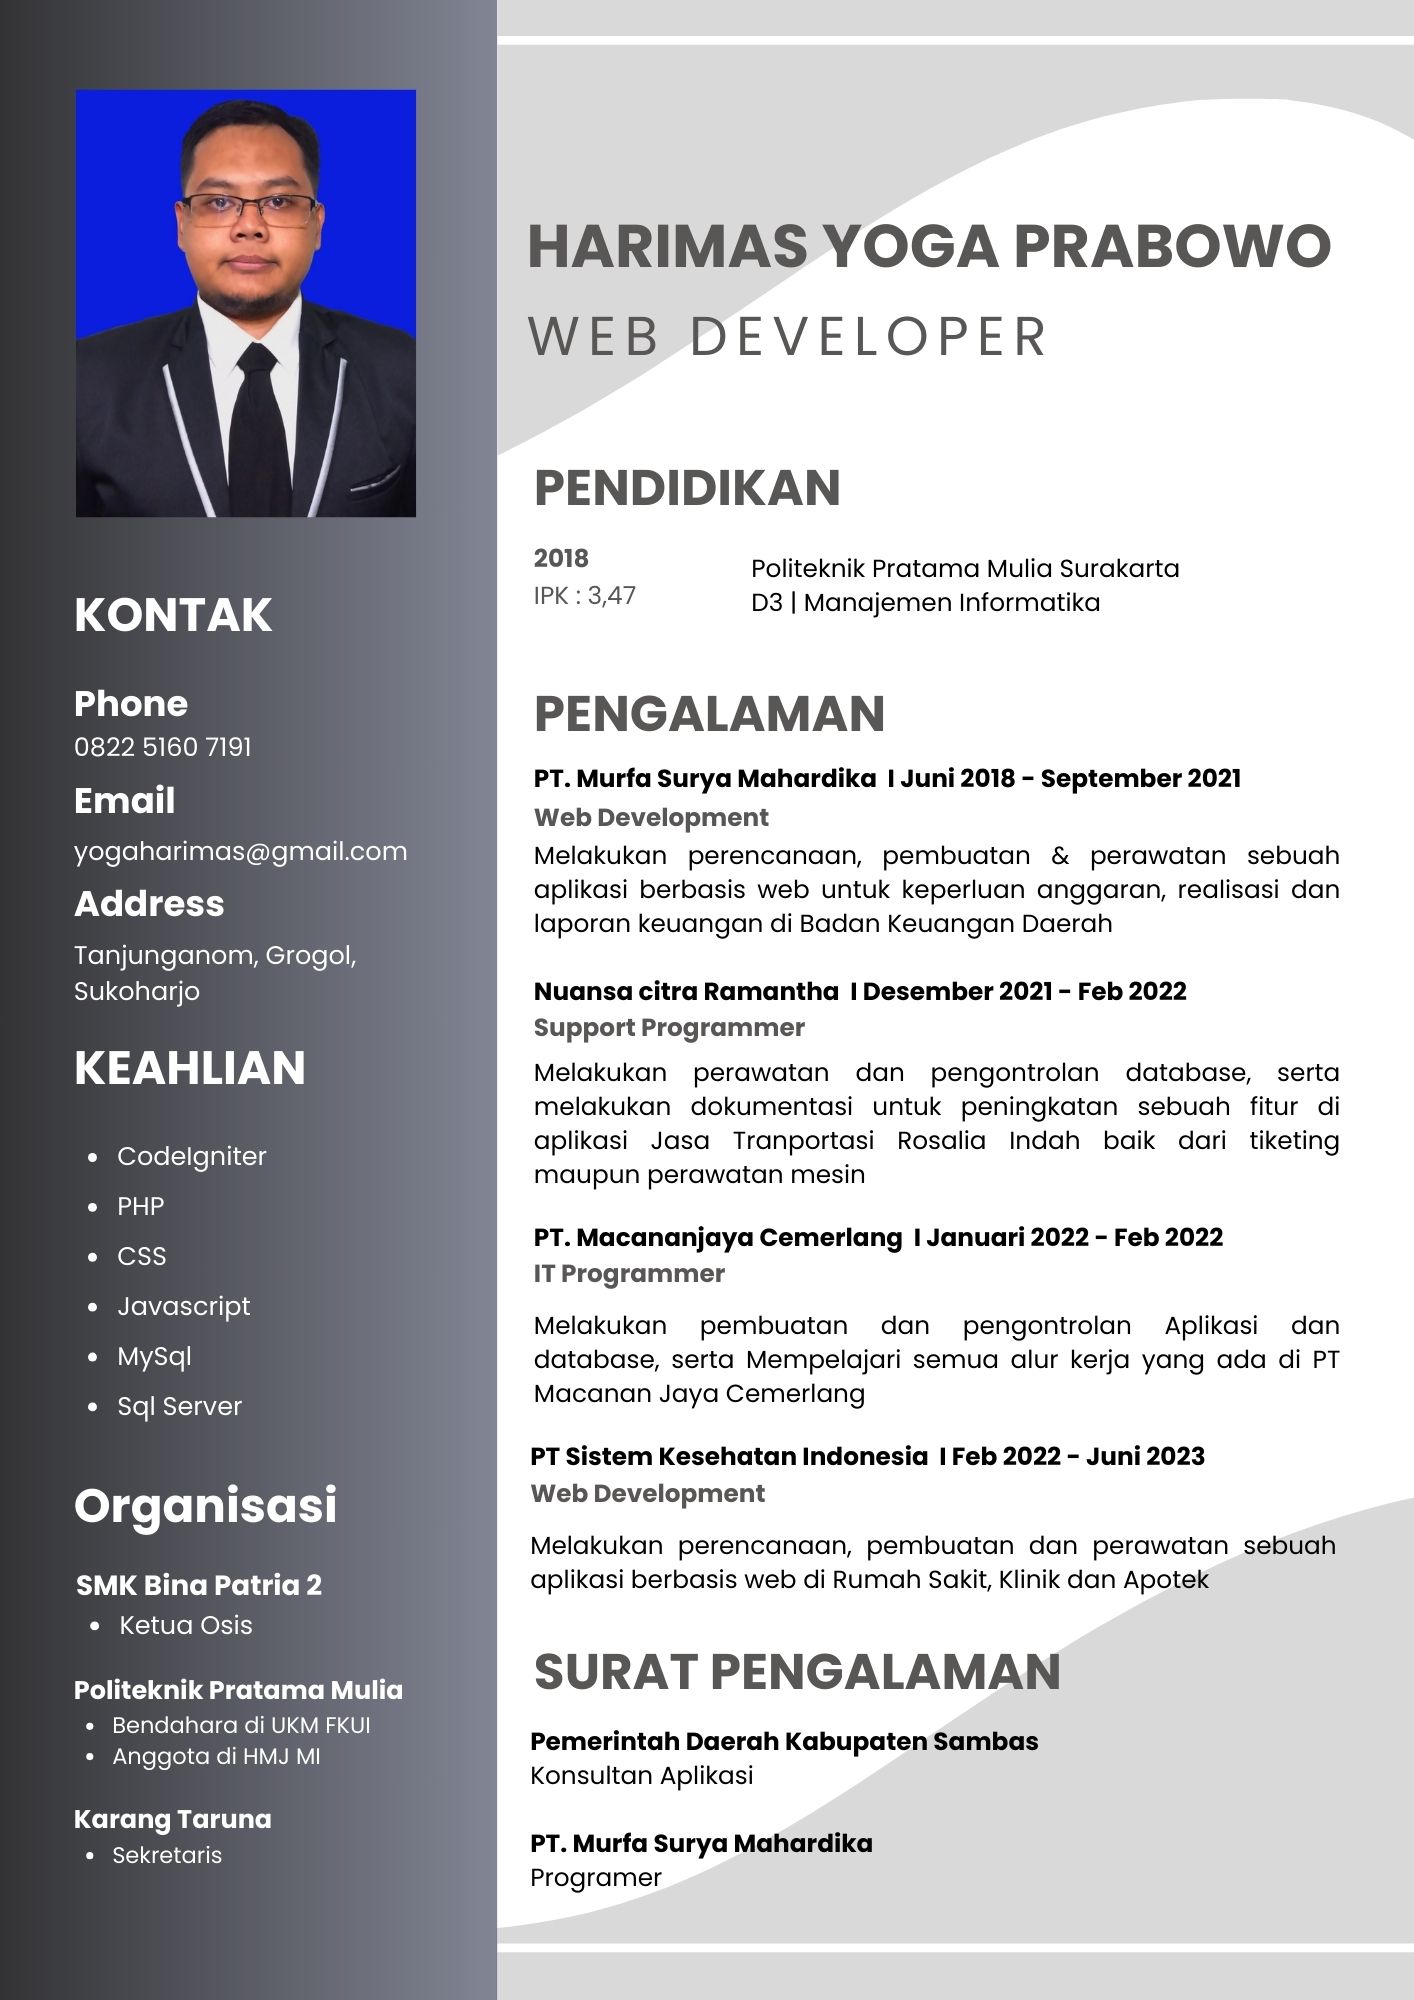 HARIMAS YOGA PRABOWO
WEB DEVELOPER
KONTAK
Phone
0822 5160 7191
Email
yogaharimas@gmail.com
Address
Tanjunganom, Grogol,
Sukoharjo
KEAHLIAN
• CodeIgniter
• PHP
• CSS
• Javascript
• MySql
• Sql Server
Organisasi
SMK Bina Patria 2
• Ketua Osis
Politeknik Pratama Mulia
• Bendahara di UKM FKUI
• Anggota di HMJ MI
Karang Taruna
• Sekretaris
PENDIDIKAN
2018
IPK : 3,47
Politeknik Pratama Mulia Surakarta
D3 | Manajemen Informatika
PENGALAMAN
PT. Murfa Surya Mahardika I Juni 2018 - September 2021
Web Development
Melakukan perencanaan, pembuatan & perawatan sebuah
aplikasi berbasis web untuk keperluan anggaran, realisasi dan
laporan keuangan di Badan Keuangan Daerah
Nuansa citra Ramantha I Desember 2021 - Feb 2022
Support Programmer
Melakukan perawatan dan pengontrolan database, serta
melakukan dokumentasi untuk peningkatan sebuah fitur di
aplikasi Jasa Tranportasi Rosalia Indah baik dari tiketing
maupun perawatan mesin
PT. Macananjaya Cemerlang I Januari 2022 - Feb 2022
IT Programmer
Melakukan pembuatan dan pengontrolan Aplikasi dan
database, serta Mempelajari semua alur kerja yang ada di PT
Macanan Jaya Cemerlang
PT Sistem Kesehatan Indonesia I Feb 2022 - Juni 2023
Web Development
Melakukan perencanaan, pembuatan dan perawatan sebuah
aplikasi berbasis web di Rumah Sakit, Klinik dan Apotek
SURAT PENGALAMAN
Pemerintah Daerah Kabupaten Sambas
Konsultan Aplikasi
PT. Murfa Surya Mahardika
Programer